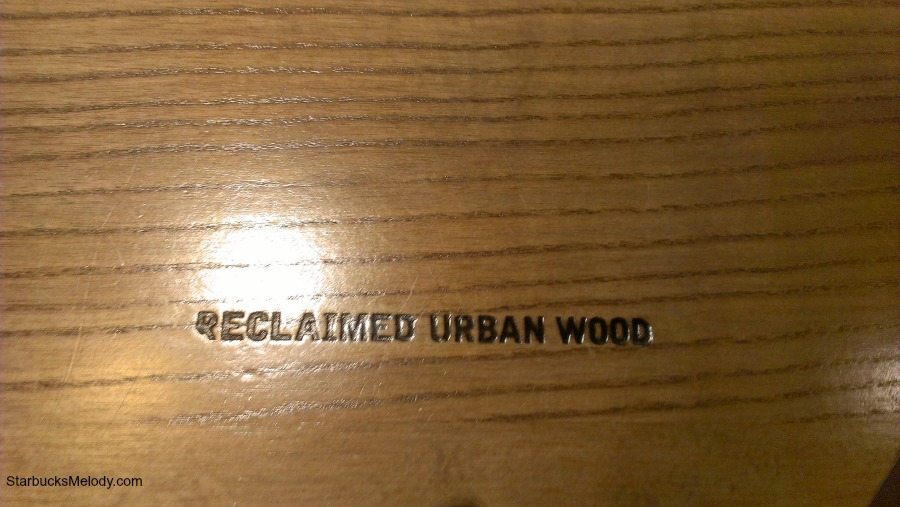 RECLAIMED URBAN WOOD
StarbucksMelody.com